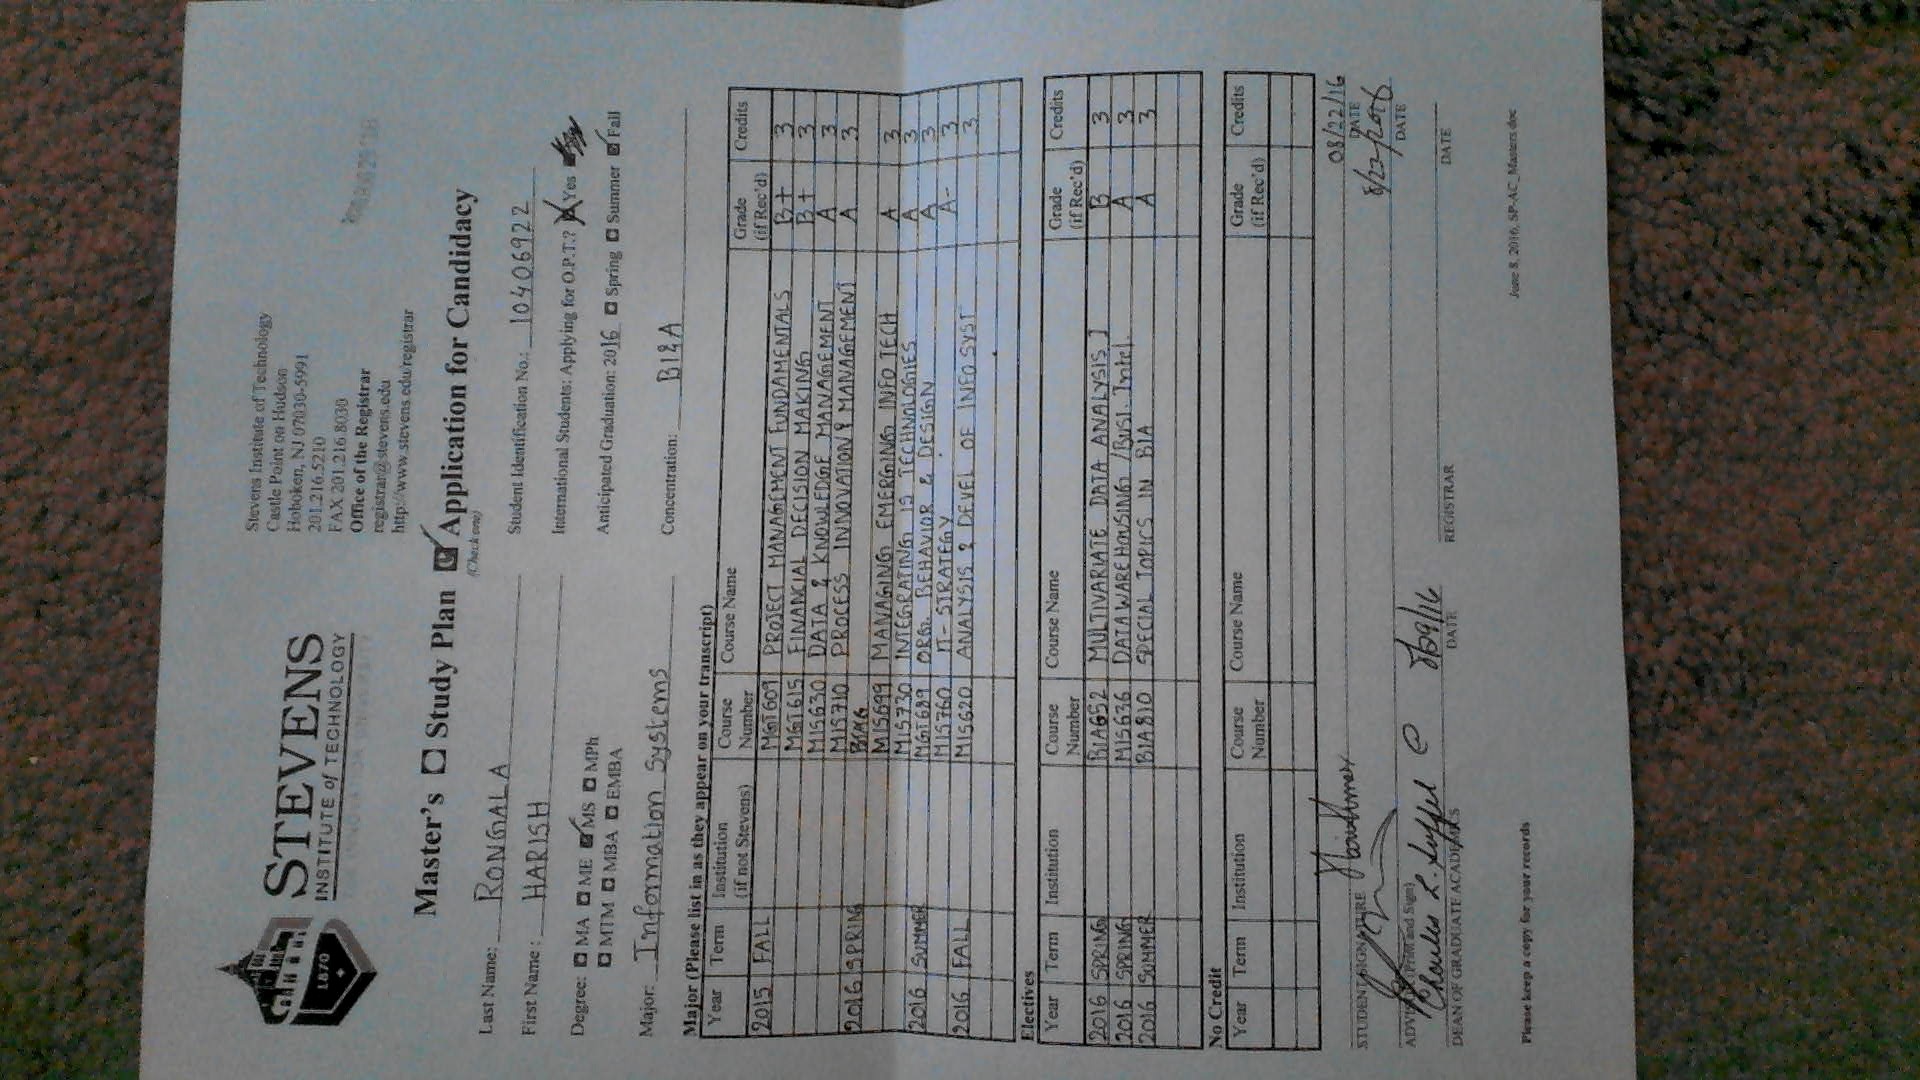 STEVENS
INSTITUTE of TECHNOLOGY
1870
Stevens Institute of Technology
Castle Point on Hudson
Hoboken, NJ 07030-5991
201.216.5210
FAX 201.216.8030
Office of the Registrar
registrar@stevens.edu
http://www.stevens.edu/registrar
Master's Study Plan Application for Candidacy
(Check one)
Last Name: RONGALA
Student Identification No.: 10406922
First Name : HARISH
International Students: Applying for O.P.T.? Yes
Degree: MA ME MS MPh
MTM MBA EMBA
Anticipated Graduation: 2016 Spring Summer Fall
Major: Information Systems
Concentration: BI&A
Major (Please list in as they appear on your transcript)
Year Term Institution (if not Stevens) Course Number Course Name Grade (if Rec'd) Credits
2015 FALL MGT609 PROJECT MANAGEMENT FUNDAMENTALS B+ 3
MGT615 FINANCIAL DECISION MAKING B+ 3
MIS630 DATA & KNOWLEDGE MANAGEMENT A 3
MIS710 PROCESS INNOVATION & MANAGEMENT A 3
2016 SPRING
MIS699 MANAGING EMERGING INFO TECH A 3
MIS730 INTEGRATING IS TECHNOLOGIES A 3
2016 SUMMER MGT689 ORG. BEHAVIOR & DESIGN A 3
MIS760 IT-STRATEGY A- 3
2016 FALL MIS620 ANALYSIS & DEVEL OF INFO SYST 3
Electives
Year Term Institution Course Number Course Name Grade (if Rec'd) Credits
2016 SPRING BIA652 MULTIVARIATE DATA ANALYSIS I B 3
2016 SPRING MIS636 DATAWAREHOUSING /Busi. Intel. A 3
2016 SUMMER BIA810 SPECIAL TOPICS IN BIA A 3
No Credit
Year Term Institution Course Number Course Name Grade (if Rec'd) Credits
08/22/16
STUDENT SIGNATURE DATE
8/22/2016
ADVISOR (Print and Sign) DATE
Charles L. Suffel 8/29/16
DEAN OF GRADUATE ACADEMICS DATE REGISTRAR DATE
Please keep a copy for your records
June 8, 2016, SP-AC_Masters.doc